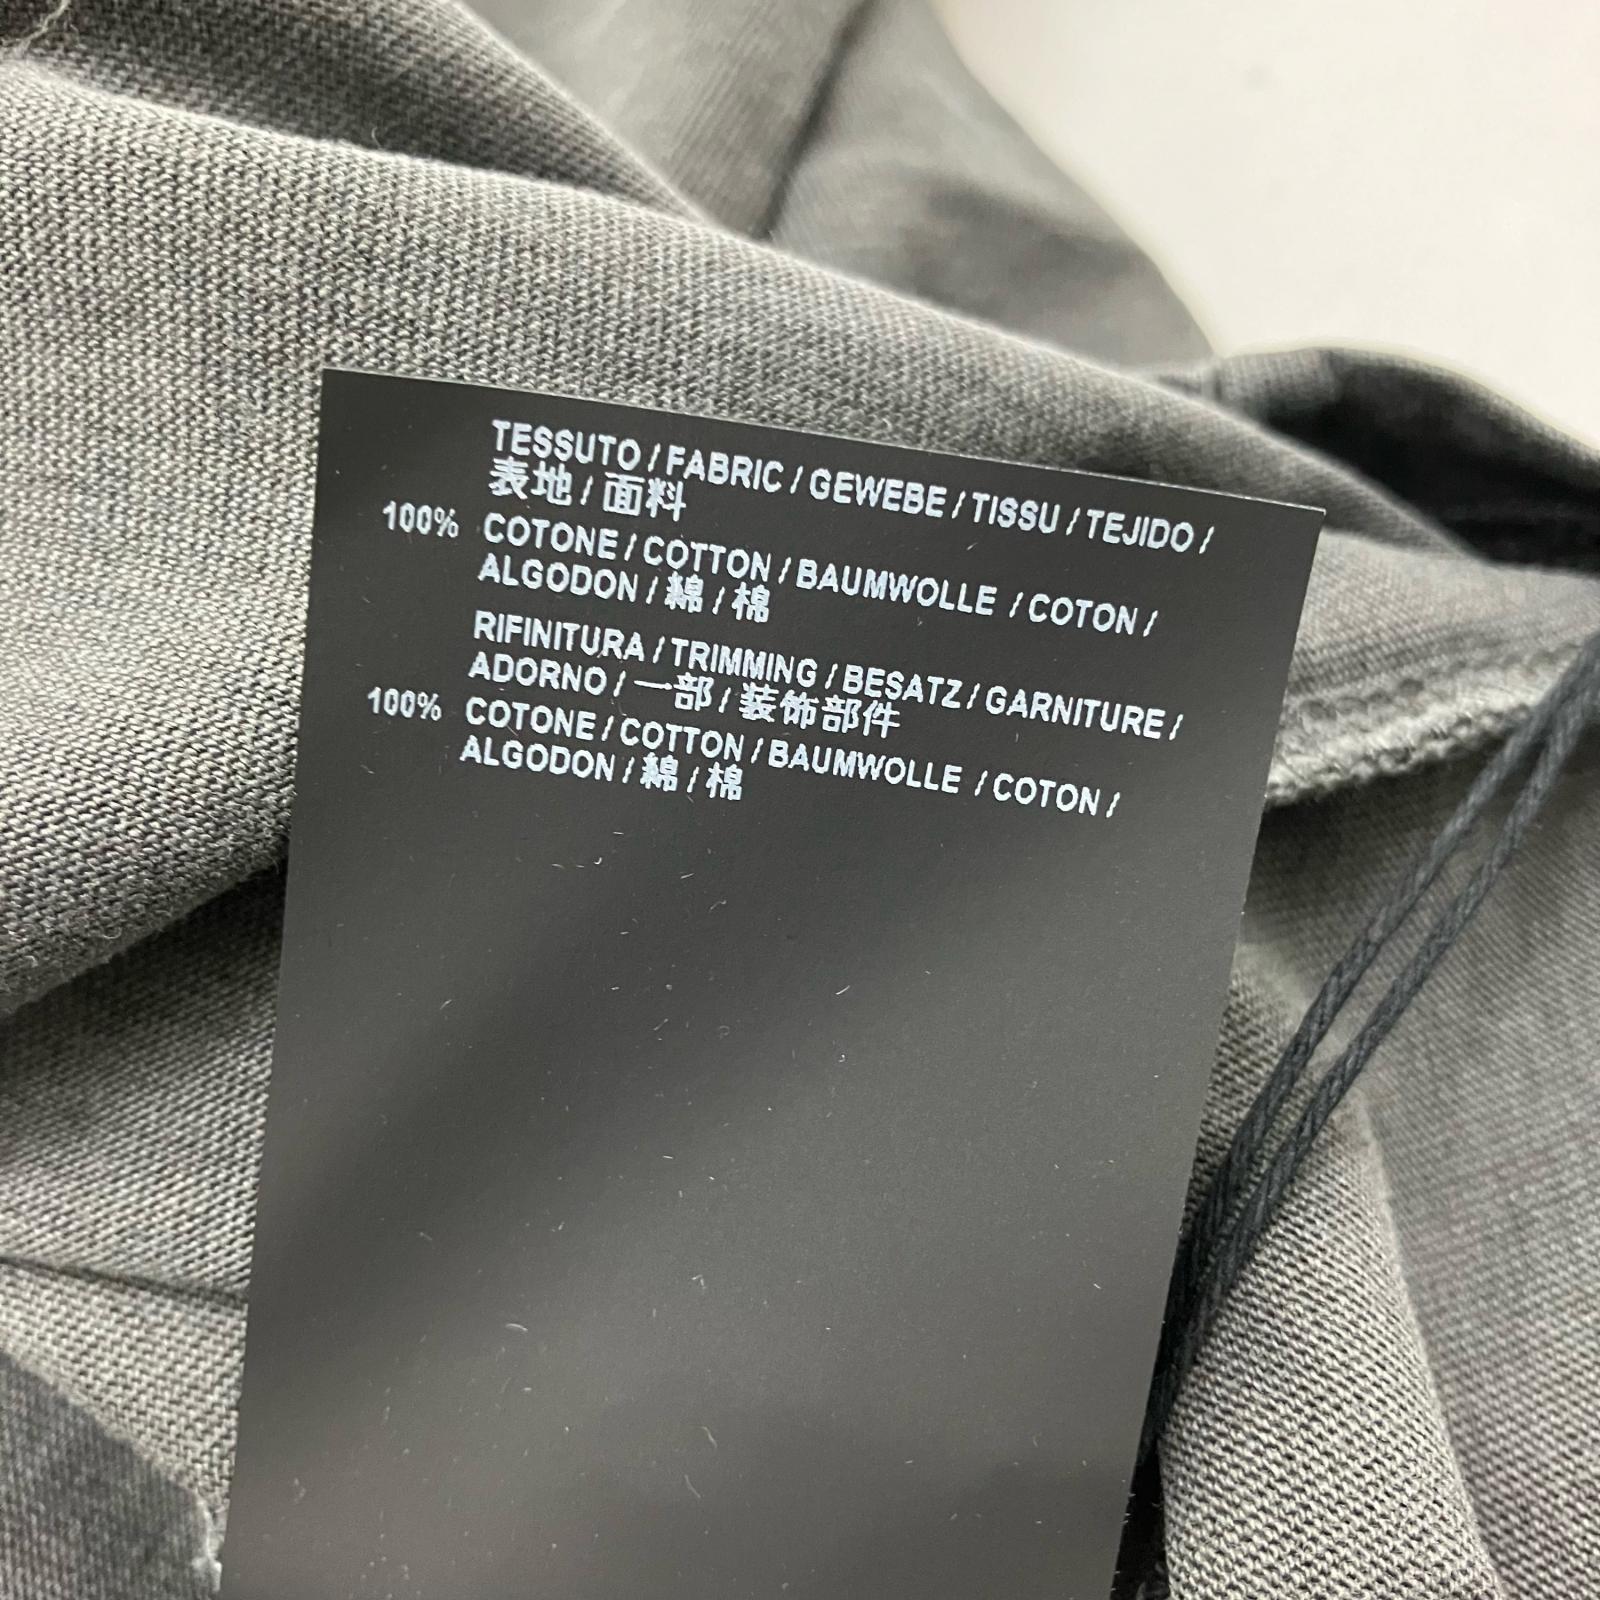 TESSUTO / FABRIC / GEWEBE / TISSU / TEJIDO /
表地 / 面料
100% COTONE / COTTON / BAUMWOLLE / COTON /
ALGODON / 綿 / 棉
RIFINITURA / TRIMMING / BESATZ / GARNITURE /
ADORNO / 一部 / 装饰部件
100% COTONE / COTTON / BAUMWOLLE / COTON /
ALGODON / 綿 / 棉